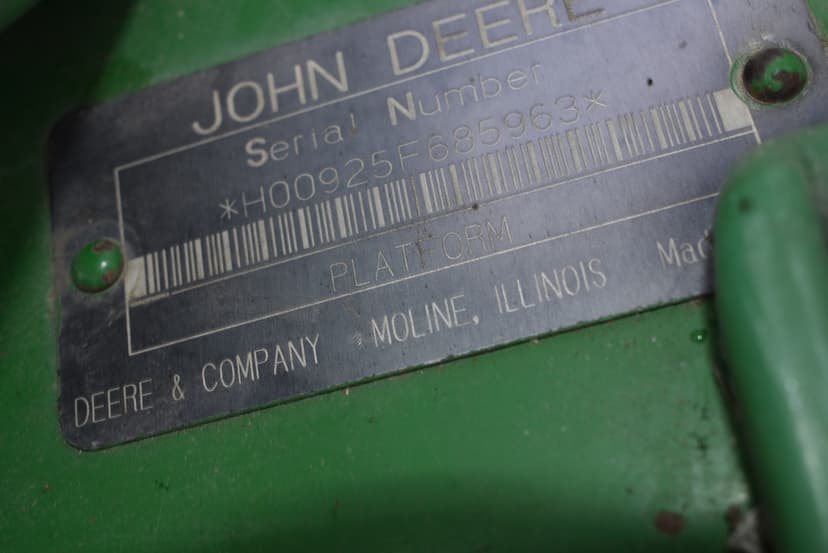 JOHN DEERE
Serial Number
*H00925F685963*
PLATFORM
DEERE & COMPANY MOLINE, ILLINOIS